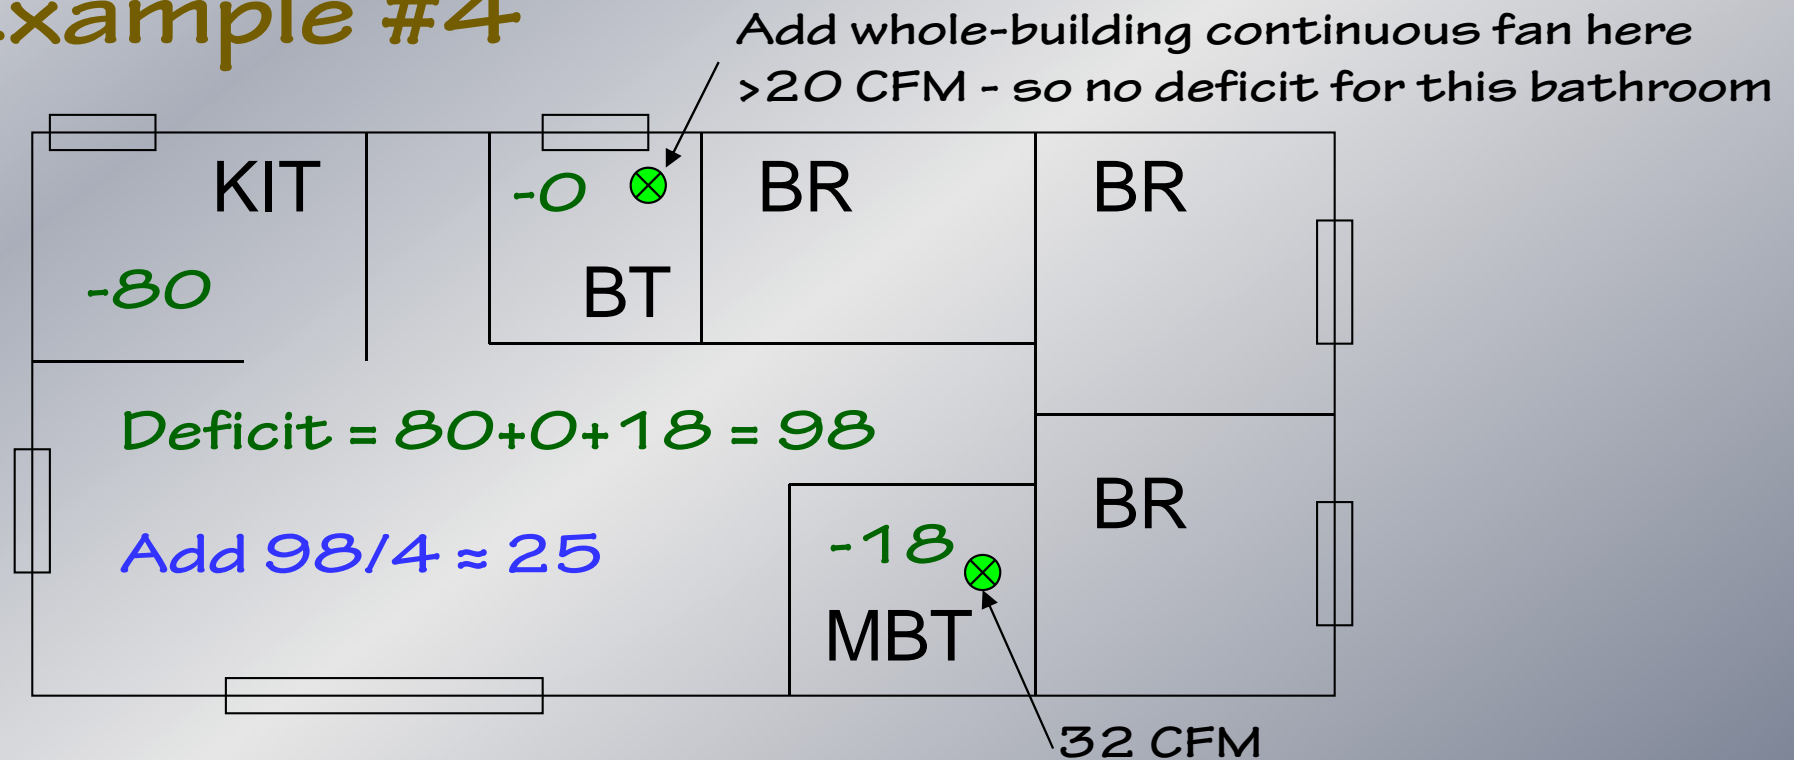 xample #4
Add whole-building continuous fan here
>20 CFM - so no deficit for this bathroom
KIT
-0
BR
BR
-80
BT
Deficit = 80+0+18 = 98
Add 98/4 ≈ 25
BR
-18
MBT
32 CFM